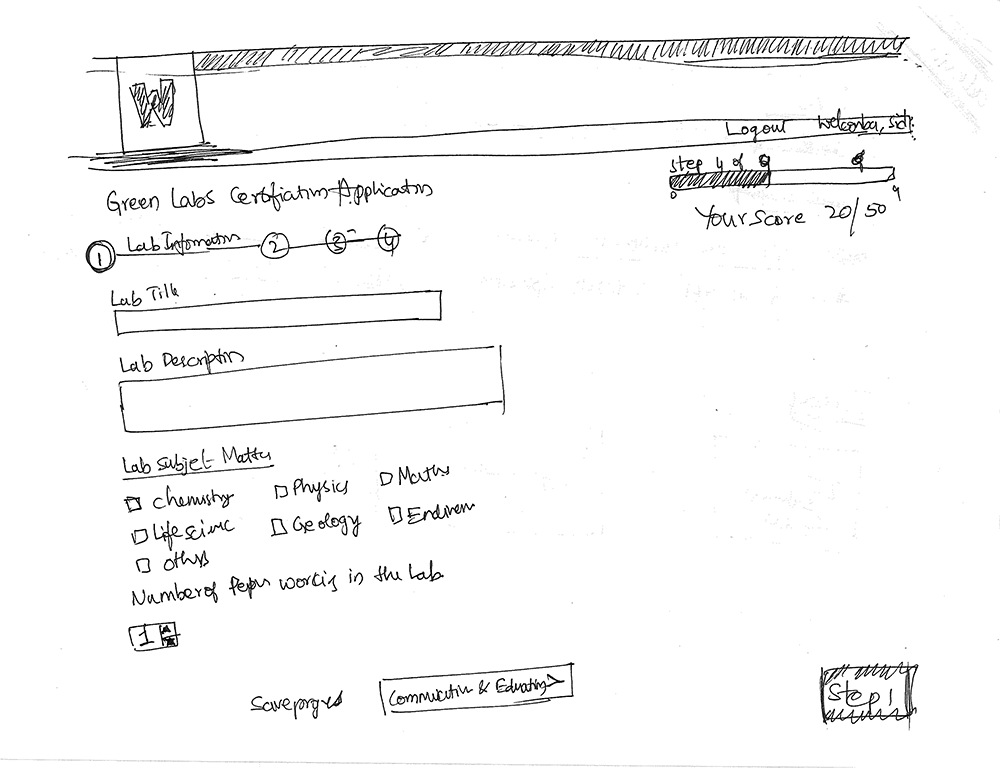 W
Logout Welcome, Sid
Step 4 of 9
0 9
Your Score 20/50
Green Labs Certification Application
1 Lab Information 2 3 4
Lab Title
Lab Description
Lab Subject Matter
Chemistry Physics Maths
Life science Geology
others
Number of working in the Lab
1
Save progress Communication & Education >
Step 1